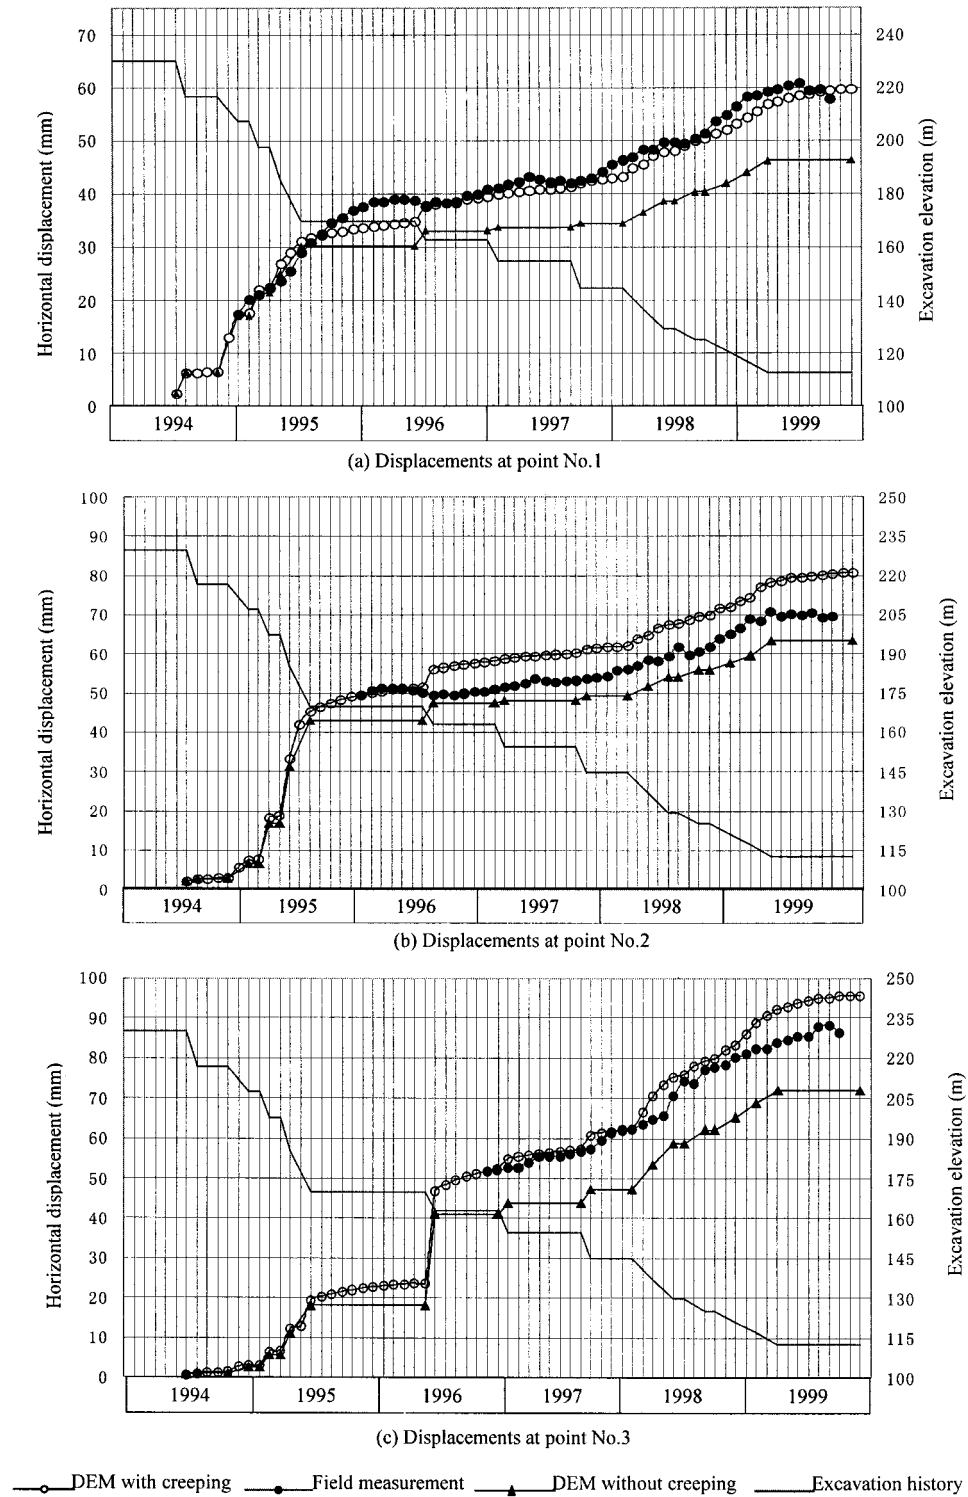 70 240
60 220
50 200
40 180
30 160
20 140
10 120
0 100
Horizontal displacement (mm)
Excavation elevation (m)
1994 1995 1996 1997 1998 1999
(a) Displacements at point No.1
100 250
90 235
80 220
70 205
60 190
50 175
40 160
30 145
20 130
10 115
0 100
Horizontal displacement (mm)
Excavation elevation (m)
1994 1995 1996 1997 1998 1999
(b) Displacements at point No.2
100 250
90 235
80 220
70 205
60 190
50 175
40 160
30 145
20 130
10 115
0 100
Horizontal displacement (mm)
Excavation elevation (m)
1994 1995 1996 1997 1998 1999
(c) Displacements at point No.3
DEM with creeping Field measurement DEM without creeping Excavation history